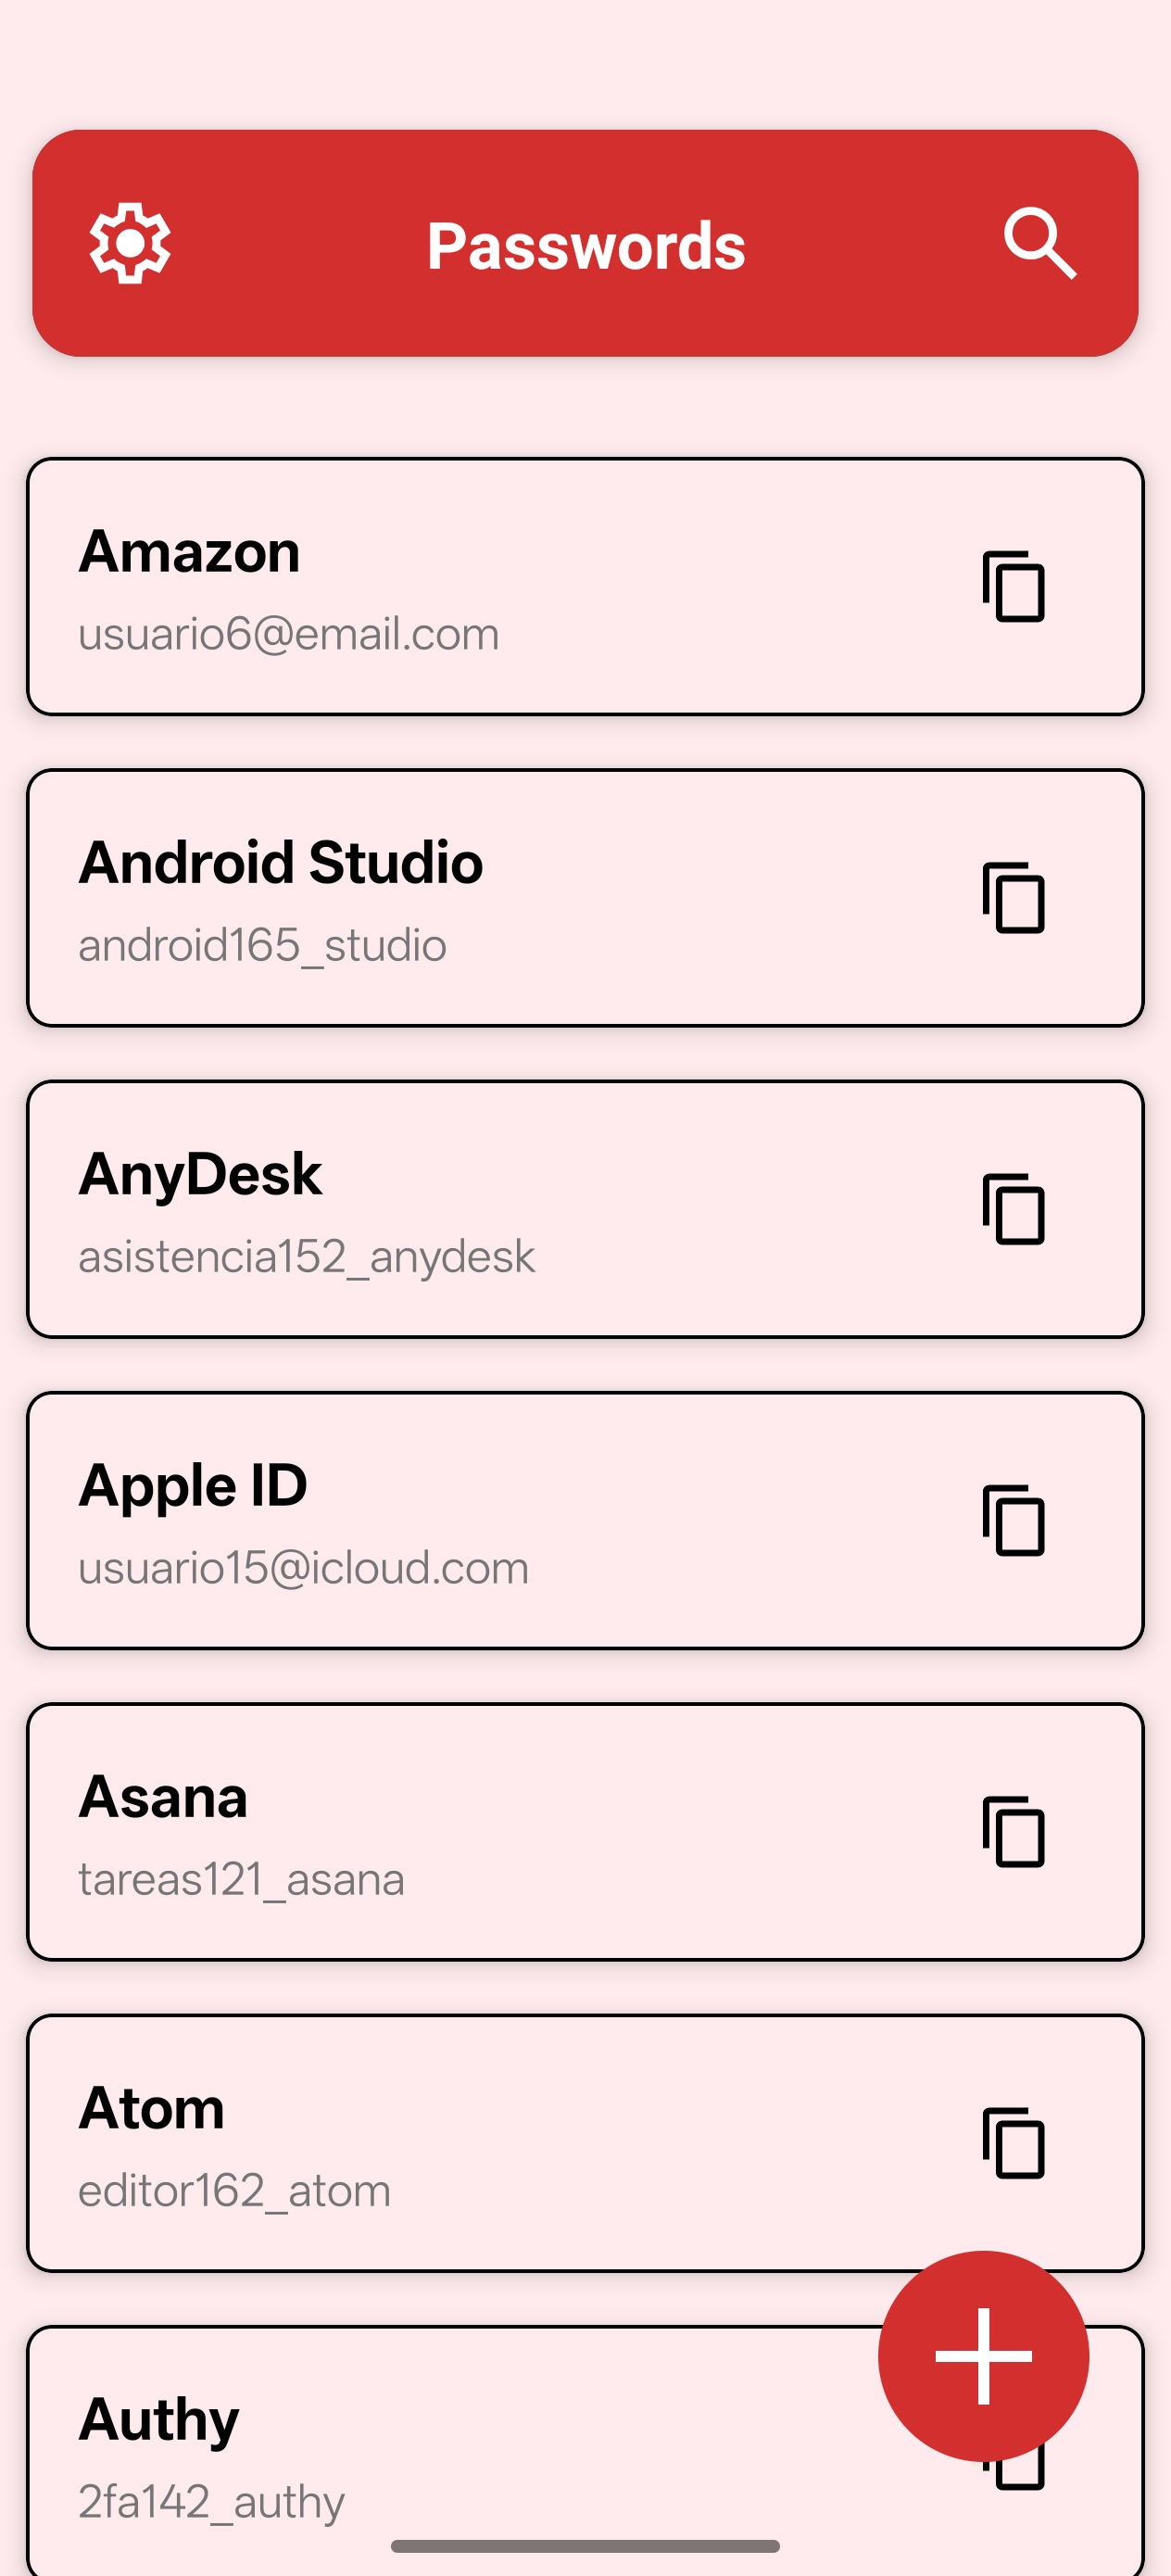 Passwords
Amazon
usuario6@email.com
Android Studio
android165_studio
AnyDesk
asistencia152_anydesk
Apple ID
usuario15@icloud.com
Asana
tareas121_asana
Atom
editor162_atom
Authy
2fa142_authy